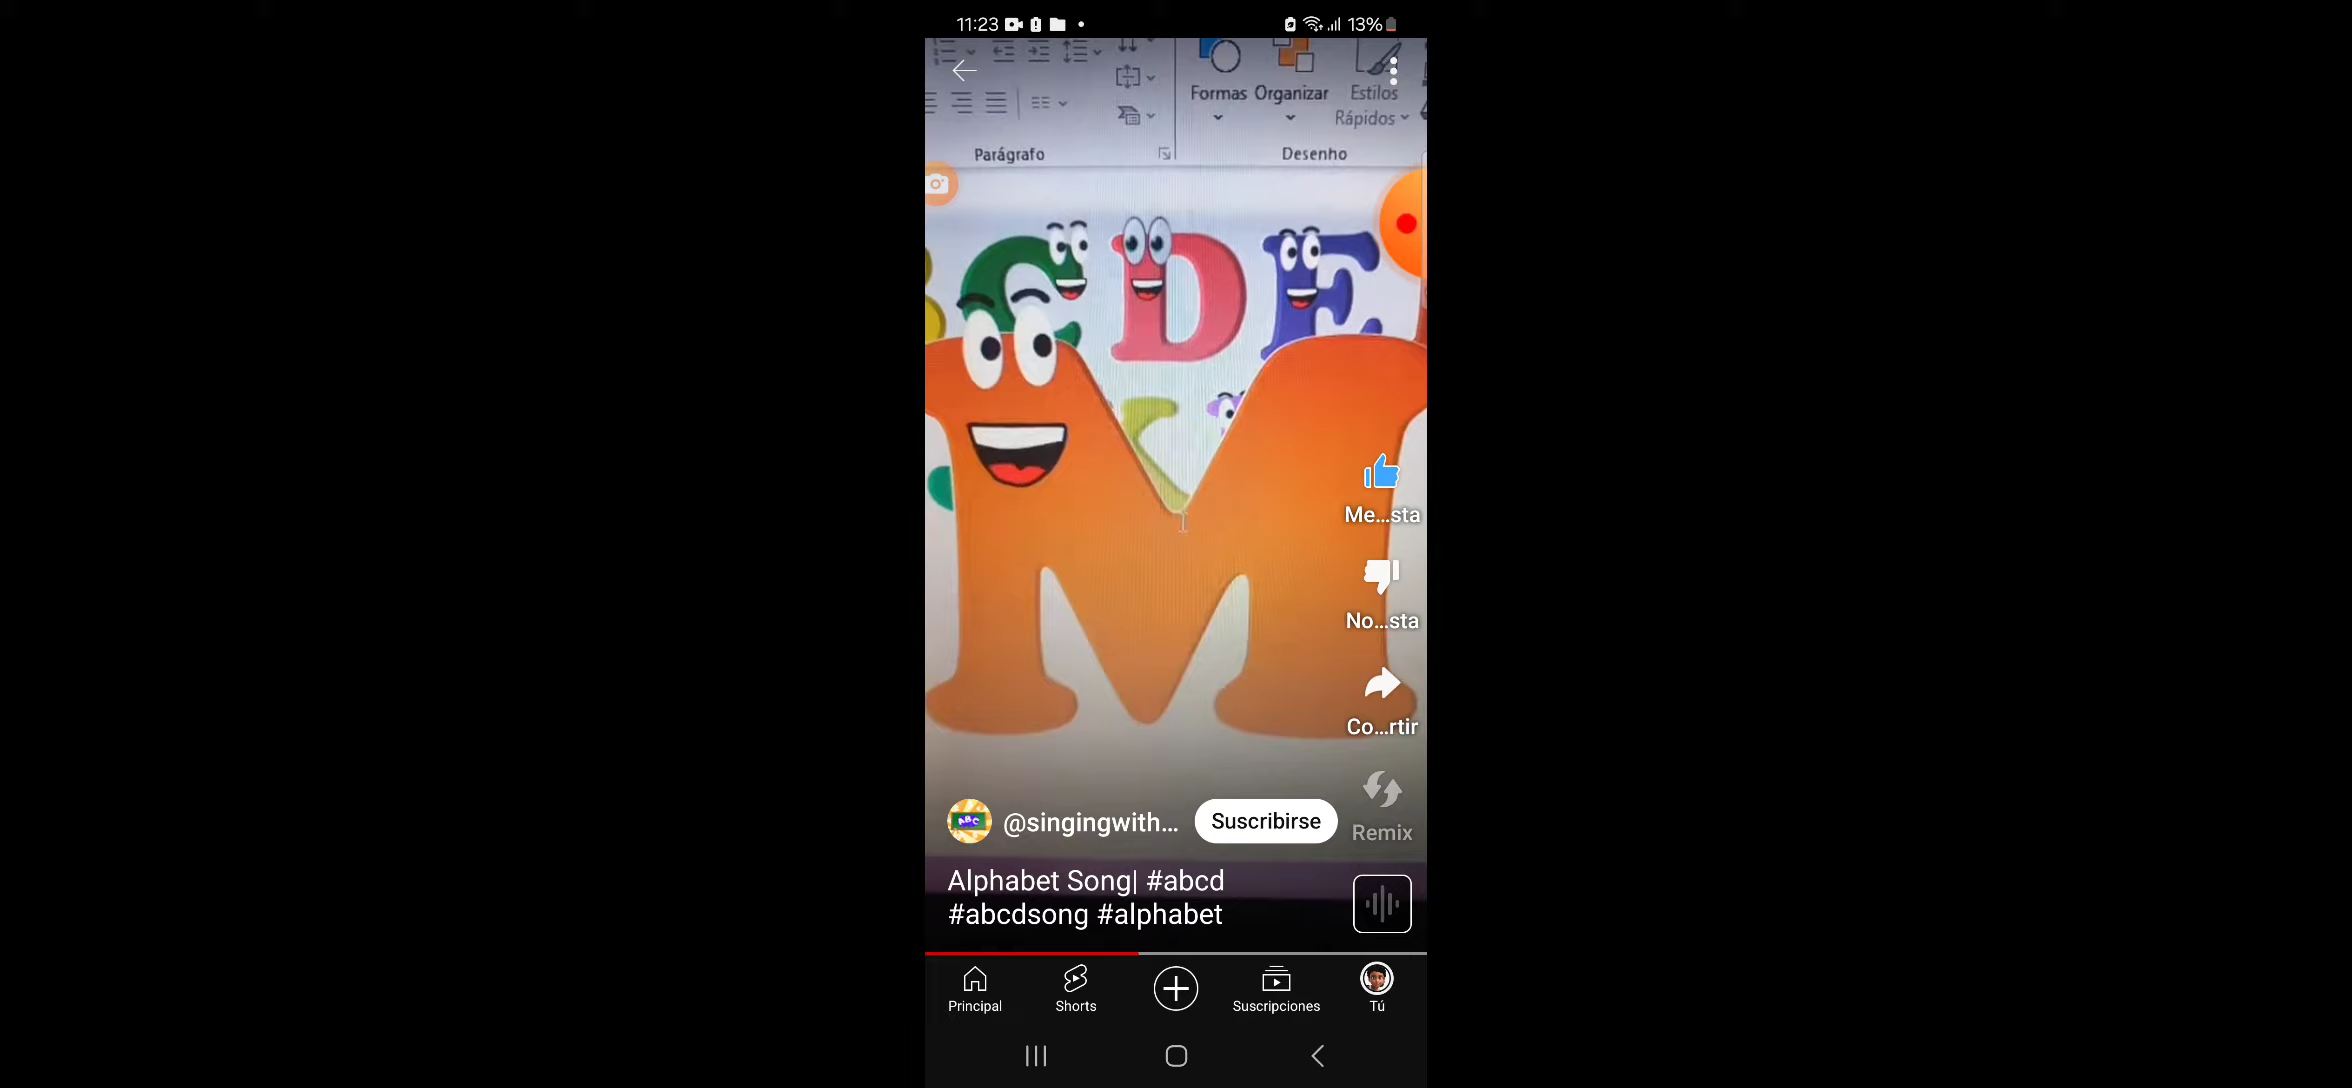 11:23
13%
Formas Organizar Estilos
Rápidos
Parágrafo
Desenho
C D E
M
Me...sta
No...sta
Co...rtir
Remix
ABC
@singingwith... Suscribirse
Alphabet Song| #abcd
#abcdsong #alphabet
Principal Shorts Suscripciones Tú